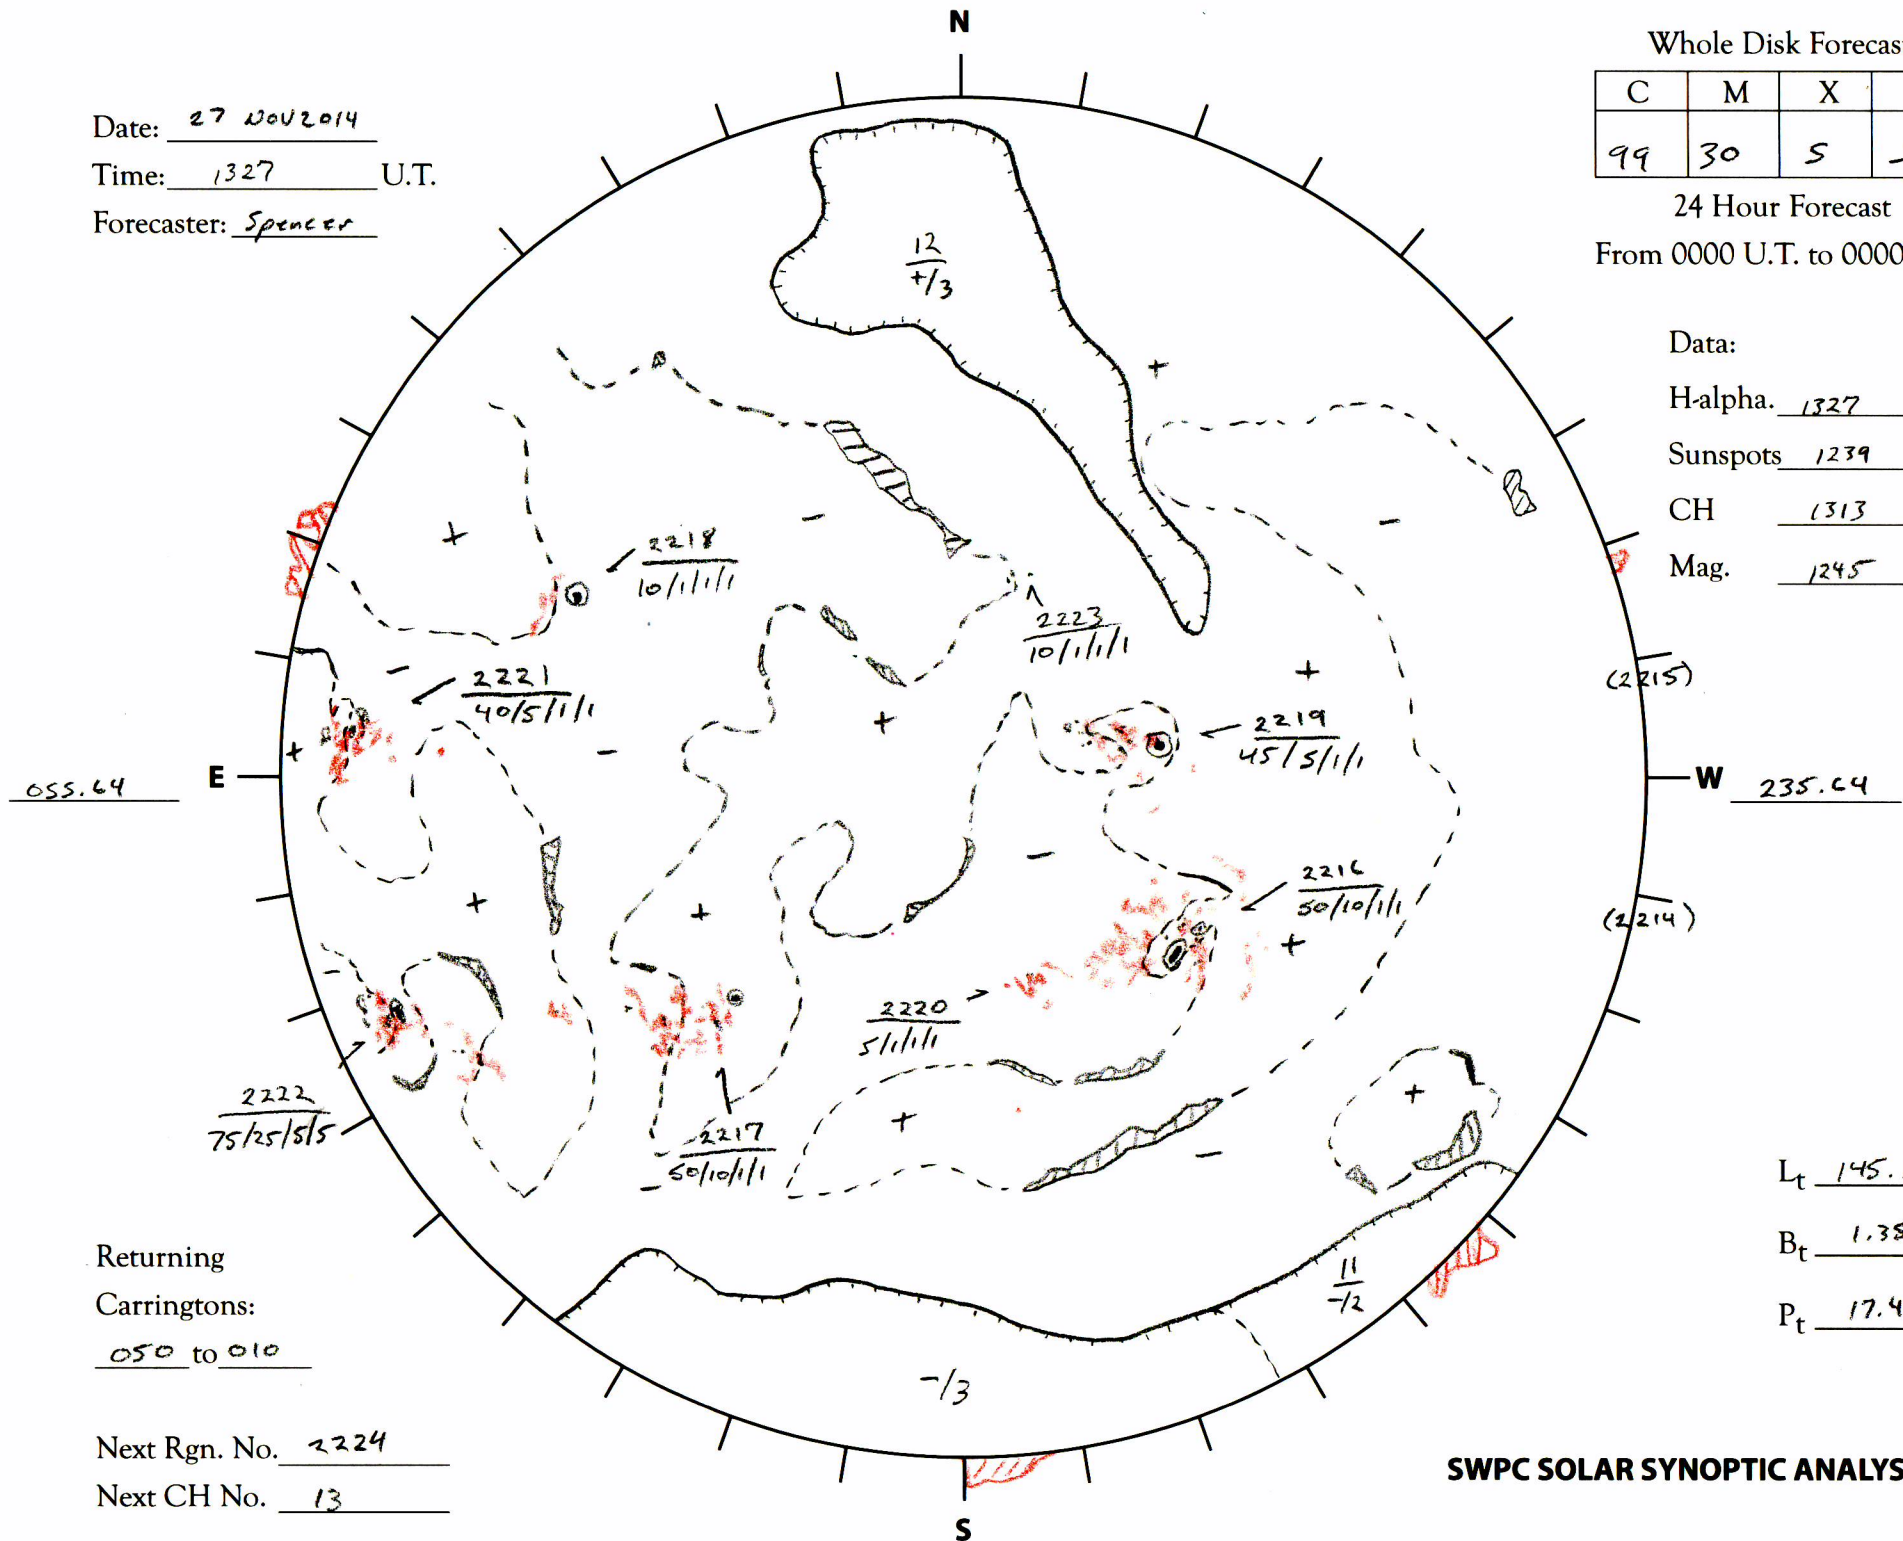 N
Whole Disk Forecas
C M X
99 30 5 -
24 Hour Forecast
From 0000 U.T. to 0000
Date: 27 NOV 2014
Time: 1327 U.T.
Forecaster: Spencer
12
+/3
Data:
H-alpha. 1327
Sunspots 1239
CH 1313
Mag. 1245
+
+
-
-
2218
10/1/1/1
2223
10/1/1/1
-
2221
40/5/1/1
+
(2215)
+
-
+
2219
45/5/1/1
055.64
E
W
235.64
+
+
-
2216
50/10/1/1
+
(2214)
-
2220
5/1/1/1
2222
75/25/5/5
+
+
2217
50/10/1/1
-
-
L t 145.
B t 1.38
P t 17.4
Returning
Carringtons:
050 to 010
11
-/2
-/3
Next Rgn. No. 2224
Next CH No. 13
SWPC SOLAR SYNOPTIC ANALYS
S